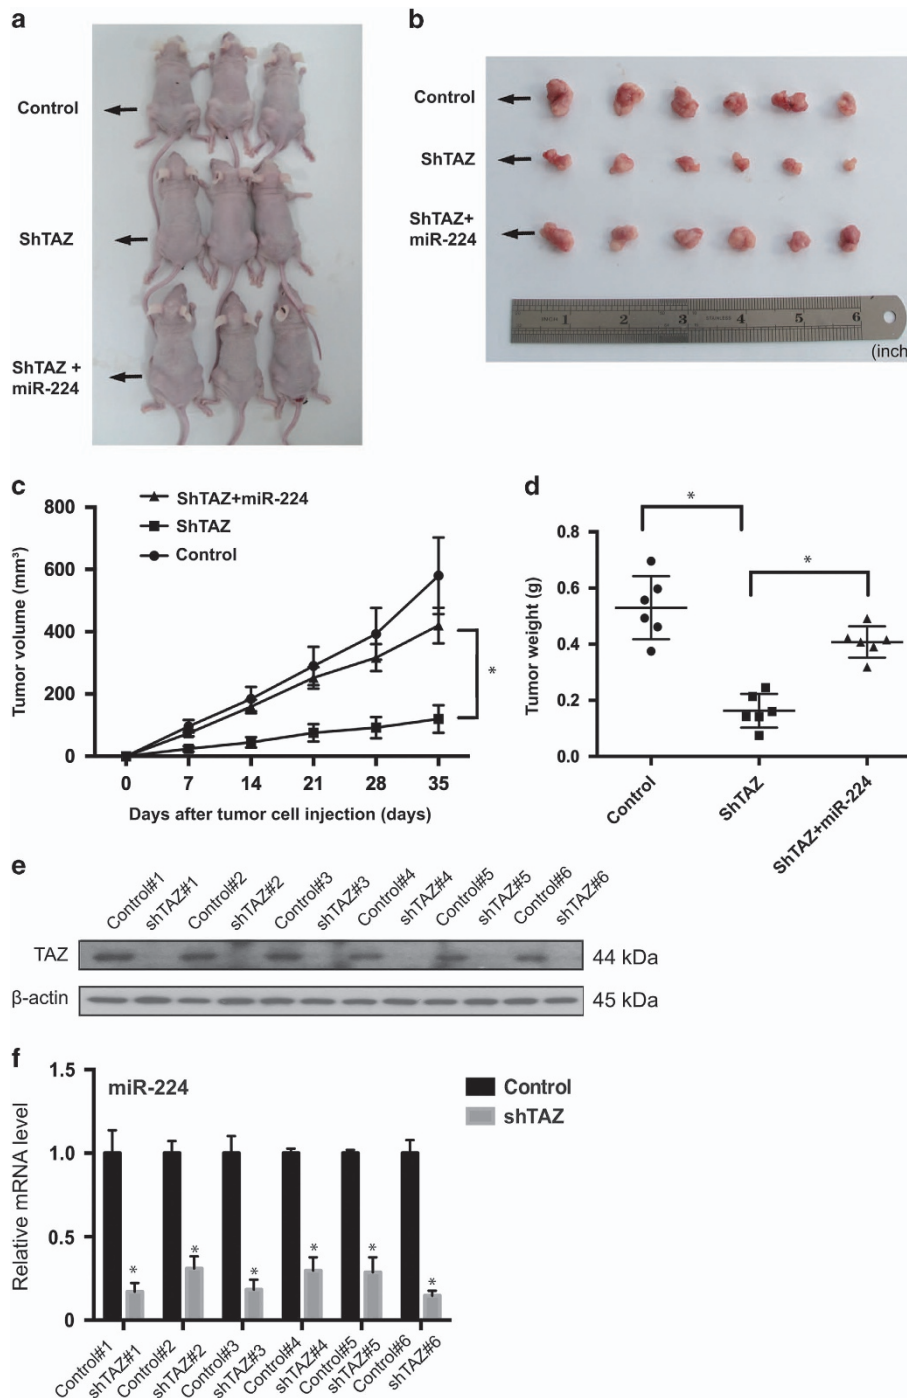 a
Control
ShTAZ
ShTAZ +
miR-224
b
Control
ShTAZ
ShTAZ+
miR-224
1 2 3 4 5 6
(inch
c
ShTAZ+miR-224
ShTAZ
Control
Tumor volume (mm³)
800
600
400
200
0
*
0 7 14 21 28 35
Days after tumor cell injection (days)
d
Tumor weight (g)
0.8
0.6
0.4
0.2
0.0
*
*
Control
ShTAZ
ShTAZ+miR-224
e
Control#1 shTAZ#1 Control#2 shTAZ#2 Control#3 shTAZ#3 Control#4 shTAZ#4 Control#5 shTAZ#5 Control#6 shTAZ#6
TAZ 44 kDa
β-actin 45 kDa
f
miR-224
Control
shTAZ
Relative mRNA level
1.5
1.0
0.5
0
* * * * * *
Control#1 shTAZ#1 Control#2 shTAZ#2 Control#3 shTAZ#3 Control#4 shTAZ#4 Control#5 shTAZ#5 Control#6 shTAZ#6